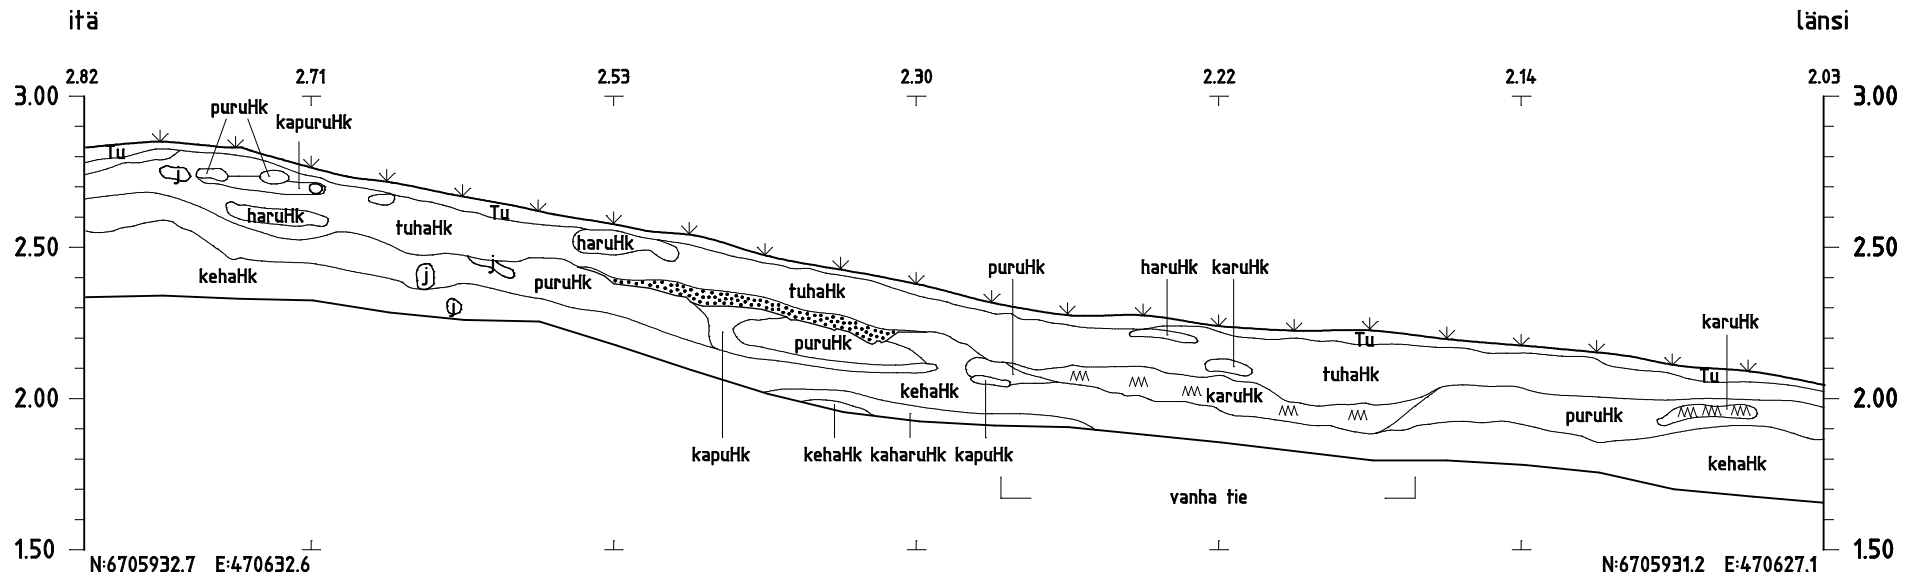 itä länsi
2.82 2.71 2.53 2.30 2.22 2.14 2.03
3.00 3.00
puruHk
kapuruHk
Tu
j
haruHk Tu
tuhaHk
haruHk
2.50 2.50
kehaHk j j puruHk puruHk haruHk karuHk
tuhaHk
j
karuHk
puruHk Tu
tuhaHk Tu
kehaHk karuHk
2.00 2.00
puruHk
kapuHk kehaHk kaharuHk kapuHk kehaHk
vanha tie
1.50 1.50
N:6705932.7 E:470632.6 N:6705931.2 E:470627.1